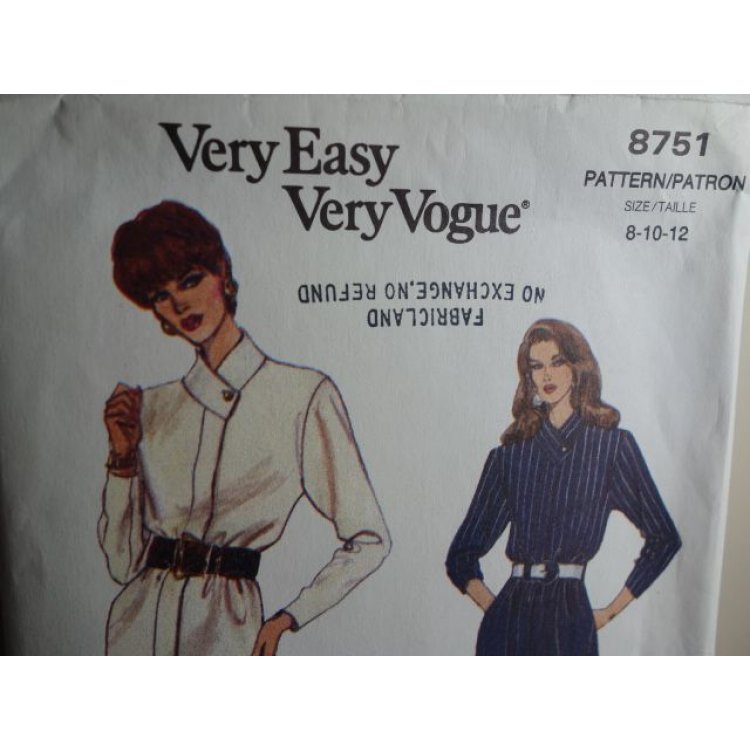 Very Easy
Very Vogue®
8751
PATTERN/PATRON
SIZE/TAILLE
8-10-12
FABRICLAND
NO EXCHANGE,NO REFUND